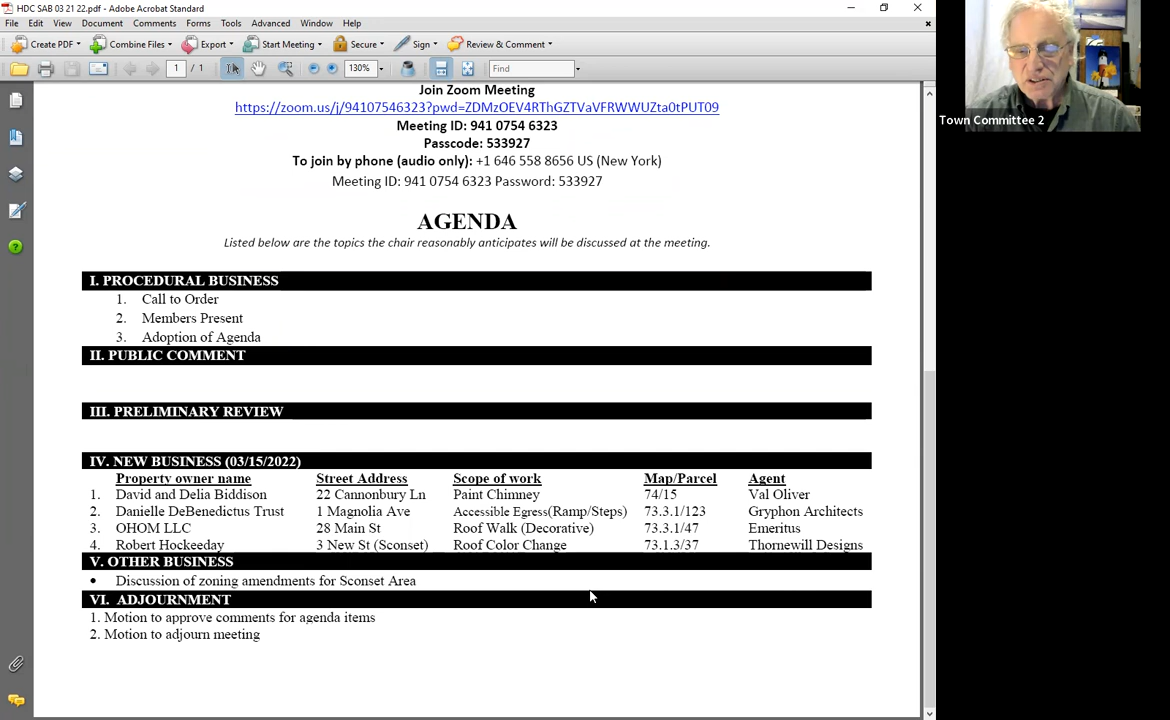 HDC SAB 03 21 22.pdf - Adobe Acrobat Standard
File Edit View Document Comments Forms Tools Advanced Window Help
Create PDF Combine Files Export Start Meeting Secure Sign Review & Comment
1 / 1 130% Find
Join Zoom Meeting
https://zoom.us/j/94107546323?pwd=ZDMzOEV4RThGZTVaVFRWWUZta0tPUT09
Meeting ID: 941 0754 6323
Passcode: 533927
To join by phone (audio only): +1 646 558 8656 US (New York)
Meeting ID: 941 0754 6323 Password: 533927
AGENDA
Listed below are the topics the chair reasonably anticipates will be discussed at the meeting.
I. PROCEDURAL BUSINESS
1. Call to Order
2. Members Present
3. Adoption of Agenda
II. PUBLIC COMMENT
III. PRELIMINARY REVIEW
IV. NEW BUSINESS (03/15/2022)
Property owner name Street Address Scope of work Map/Parcel Agent
1. David and Delia Biddison 22 Cannonbury Ln Paint Chimney 74/15 Val Oliver
2. Danielle DeBenedictus Trust 1 Magnolia Ave Accessible Egress(Ramp/Steps) 73.3.1/123 Gryphon Architects
3. OHOM LLC 28 Main St Roof Walk (Decorative) 73.3.1/47 Emeritus
4. Robert Hockeeday 3 New St (Sconset) Roof Color Change 73.1.3/37 Thornewill Designs
V. OTHER BUSINESS
• Discussion of zoning amendments for Sconset Area
VI. ADJOURNMENT
1. Motion to approve comments for agenda items
2. Motion to adjourn meeting
Town Committee 2